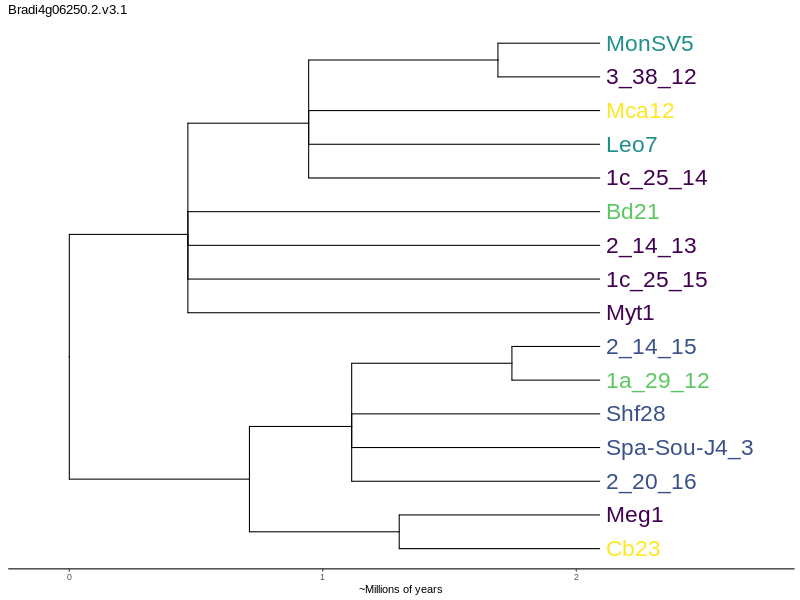 Bradi4g06250.2.v3.1
MonSV5
3_38_12
Mca12
Leo7
1c_25_14
Bd21
2_14_13
1c_25_15
Myt1
2_14_15
1a_29_12
Shf28
Spa-Sou-J4_3
2_20_16
Meg1
Cb23
0 1 2
~Millions of years